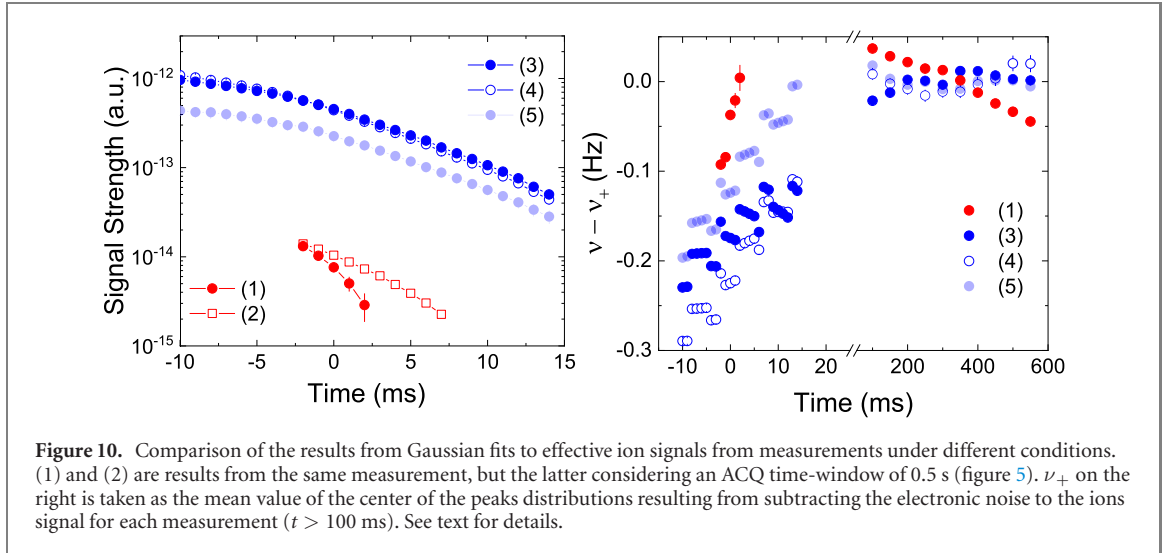 10⁻¹²
10⁻¹³
10⁻¹⁴
10⁻¹⁵
Signal Strength (a.u.)
(3)
(4)
(5)
(1)
(2)
-10 -5 0 5 10 15
Time (ms)
0.0
-0.1
-0.2
-0.3
ν − ν₊ (Hz)
(1)
(3)
(4)
(5)
-10 0 10 20 200 400 600
Time (ms)
Figure 10. Comparison of the results from Gaussian fits to effective ion signals from measurements under different conditions.
(1) and (2) are results from the same measurement, but the latter considering an ACQ time-window of 0.5 s (figure 5). ν₊ on the
right is taken as the mean value of the center of the peaks distributions resulting from subtracting the electronic noise to the ions
signal for each measurement (t > 100 ms). See text for details.